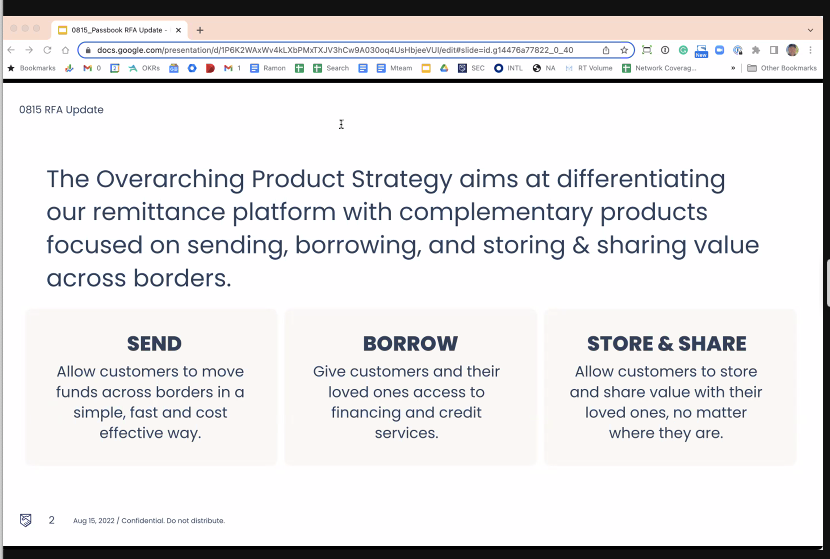 0815_Passbook RFA Update -
docs.google.com/presentation/d/1P6K2WAxWv4kLXbPMxTXJV3hCw9A030oq4UsHbjeeVUI/edit#slide=id.g14476a77822_0_40
New
Bookmarks M 0 OKRs M 1 Ramon Search Mteam SEC INTL NA RT Volume Network Coverag... » Other Bookmarks
0815 RFA Update
The Overarching Product Strategy aims at differentiating
our remittance platform with complementary products
focused on sending, borrowing, and storing & sharing value
across borders.
SEND
Allow customers to move
funds across borders in a
simple, fast and cost
effective way.
BORROW
Give customers and their
loved ones access to
financing and credit
services.
STORE & SHARE
Allow customers to store
and share value with their
loved ones, no matter
where they are.
2 Aug 15, 2022 / Confidential. Do not distribute.